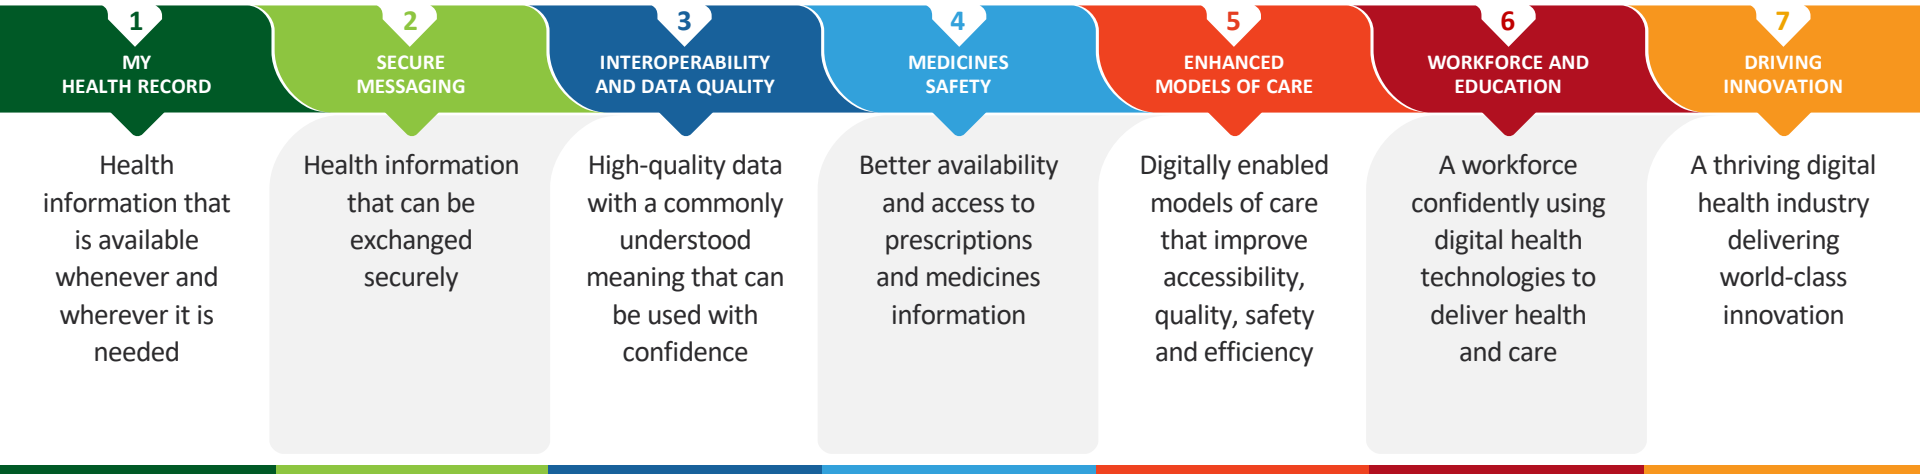 1
MY
HEALTH RECORD
Health
information that
is available
whenever and
wherever it is
needed
2
SECURE
MESSAGING
Health information
that can be
exchanged
securely
3
INTEROPERABILITY
AND DATA QUALITY
High-quality data
with a commonly
understood
meaning that can
be used with
confidence
4
MEDICINES
SAFETY
Better availability
and access to
prescriptions
and medicines
information
5
ENHANCED
MODELS OF CARE
Digitally enabled
models of care
that improve
accessibility,
quality, safety
and efficiency
6
WORKFORCE AND
EDUCATION
A workforce
confidently using
digital health
technologies to
deliver health
and care
7
DRIVING
INNOVATION
A thriving digital
health industry
delivering
world-class
innovation